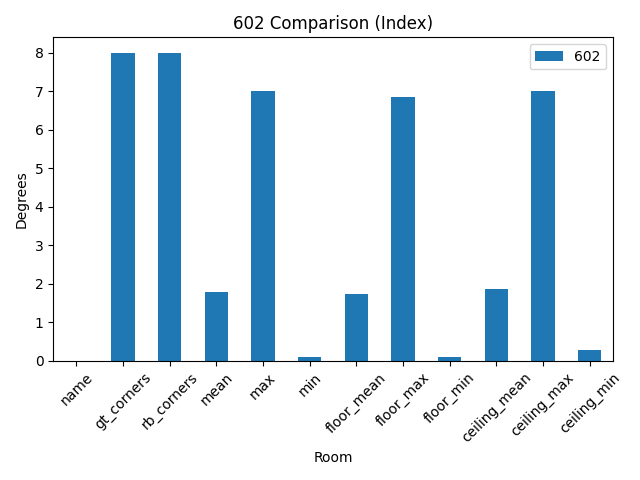 602 Comparison (Index)
602
Degrees
8
7
6
5
4
3
2
1
0
name
gt_corners
rb_corners
mean
max
min
floor_mean
floor_max
floor_min
ceiling_mean
ceiling_max
ceiling_min
Room